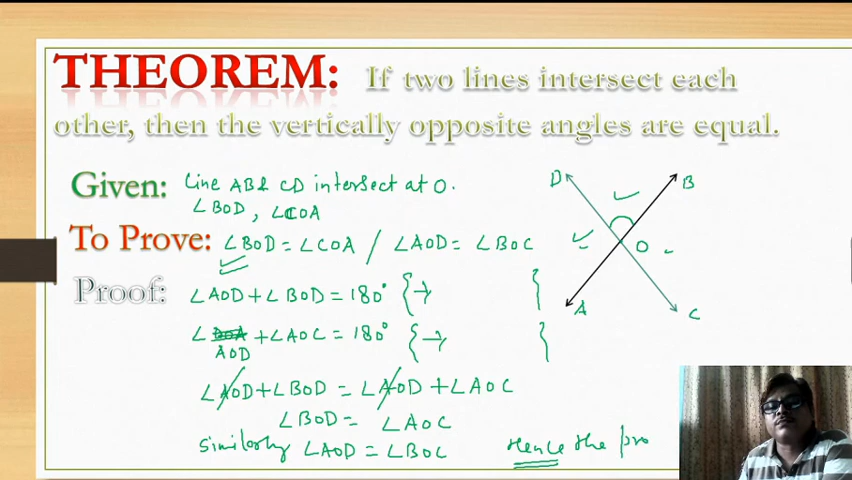 THEOREM: If two lines intersect each
other, then the vertically opposite angles are equal.
Given: Line AB & CD intersect at O.
∠BOD, ∠COA
To Prove: ∠BOD = ∠COA / ∠AOD = ∠BOC
Proof: ∠AOD + ∠BOD = 180° {→ }
∠ + ∠AOC = 180° {→ }
AOD
∠AOD + ∠BOD = ∠AOD + ∠AOC
∠BOD = ∠AOC
Similarly ∠AOD = ∠BOC
Hence the pro
D
B
O
A
C